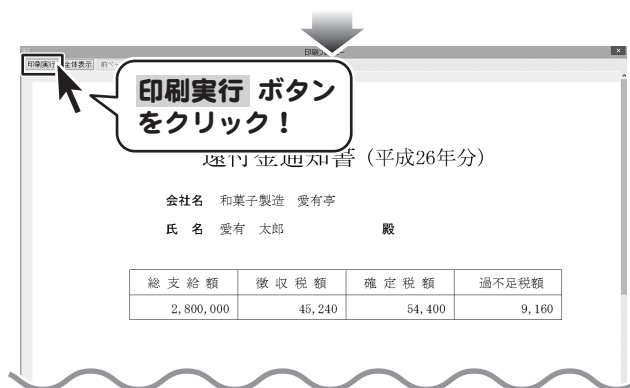 印刷実行 全体表示
印刷実行 ボタン
をクリック！
還付金通知書（平成26年分）
会社名 和菓子製造 愛有亭
氏 名 愛有 太郎 殿
総支給額 徴収税額 確定税額 過不足税額
2,800,000 45,240 54,400 9,160